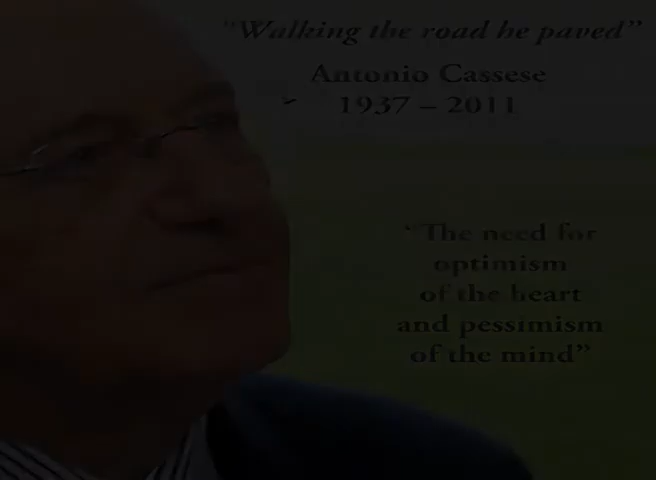 "Walking the road he paved"
Antonio Cassese
1937 – 2011
"The need for
optimism
of the heart
and pessimism
of the mind"